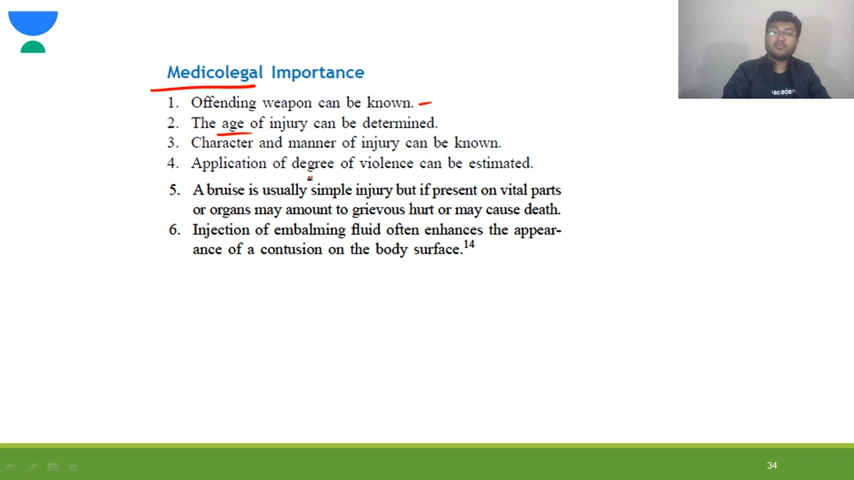 Medicolegal Importance
1. Offending weapon can be known.
2. The age of injury can be determined.
3. Character and manner of injury can be known.
4. Application of degree of violence can be estimated.
5. A bruise is usually simple injury but if present on vital parts
or organs may amount to grievous hurt or may cause death.
6. Injection of embalming fluid often enhances the appear-
ance of a contusion on the body surface.14
34